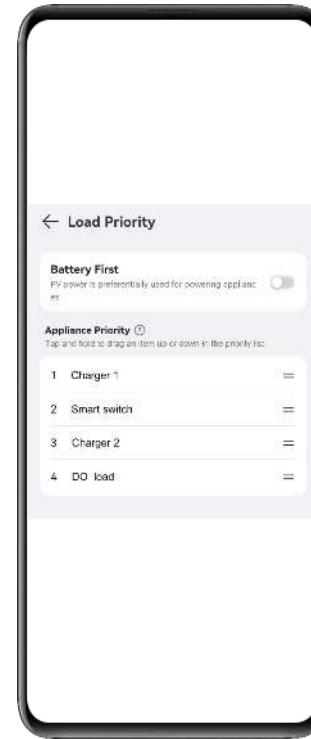 ← Load Priority
Battery First
PV power is preferentially used for powering applianc
es
Appliance Priority ?
Tap and hold to drag an item up or down in the priority list.
1 Charger 1
2 Smart switch
3 Charger 2
4 DO load